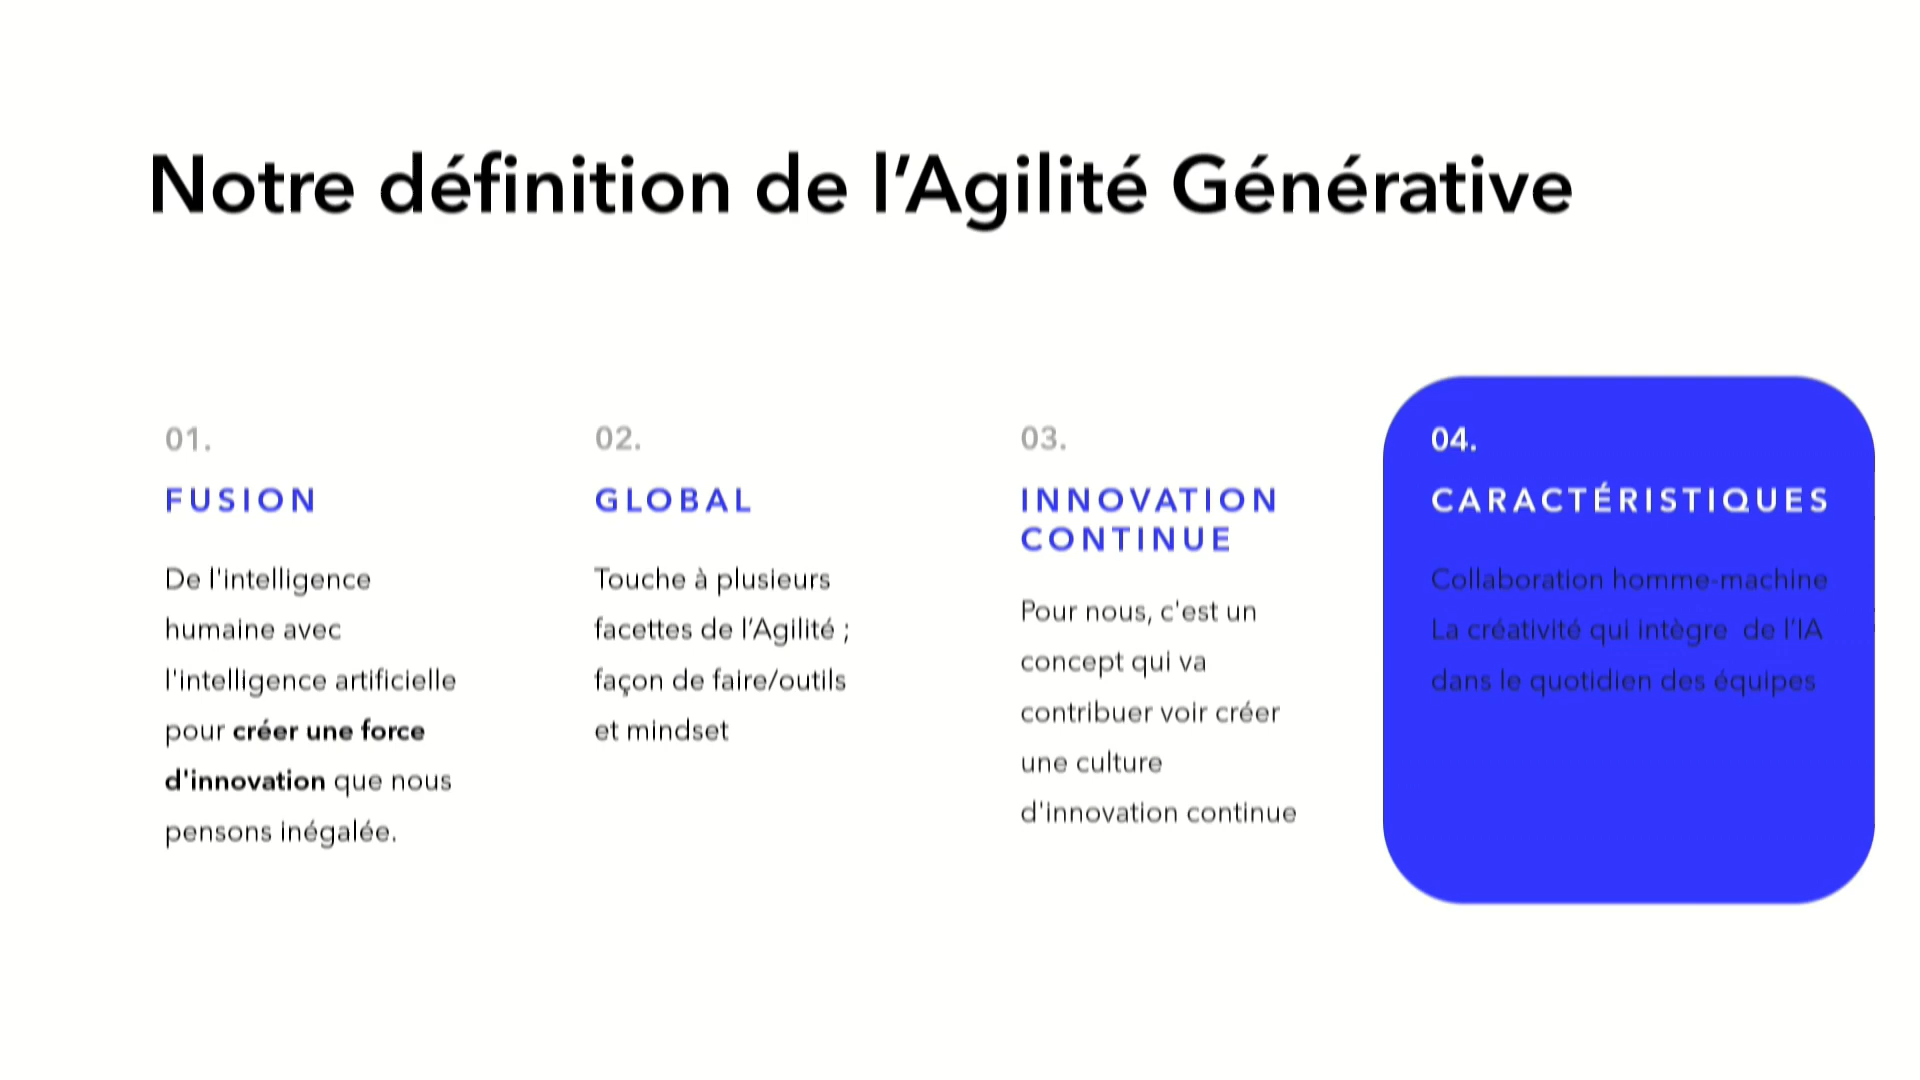 Notre définition de l’Agilité Générative
01.
FUSION
De l'intelligence
humaine avec
l'intelligence artificielle
pour créer une force
d'innovation que nous
pensons inégalée.
02.
GLOBAL
Touche à plusieurs
facettes de l’Agilité ;
façon de faire/outils
et mindset
03.
INNOVATION
CONTINUE
Pour nous, c'est un
concept qui va
contribuer voir créer
une culture
d'innovation continue
04.
CARACTÉRISTIQUES
Collaboration homme-machine
La créativité qui intègre  de l’IA
dans le quotidien des équipes